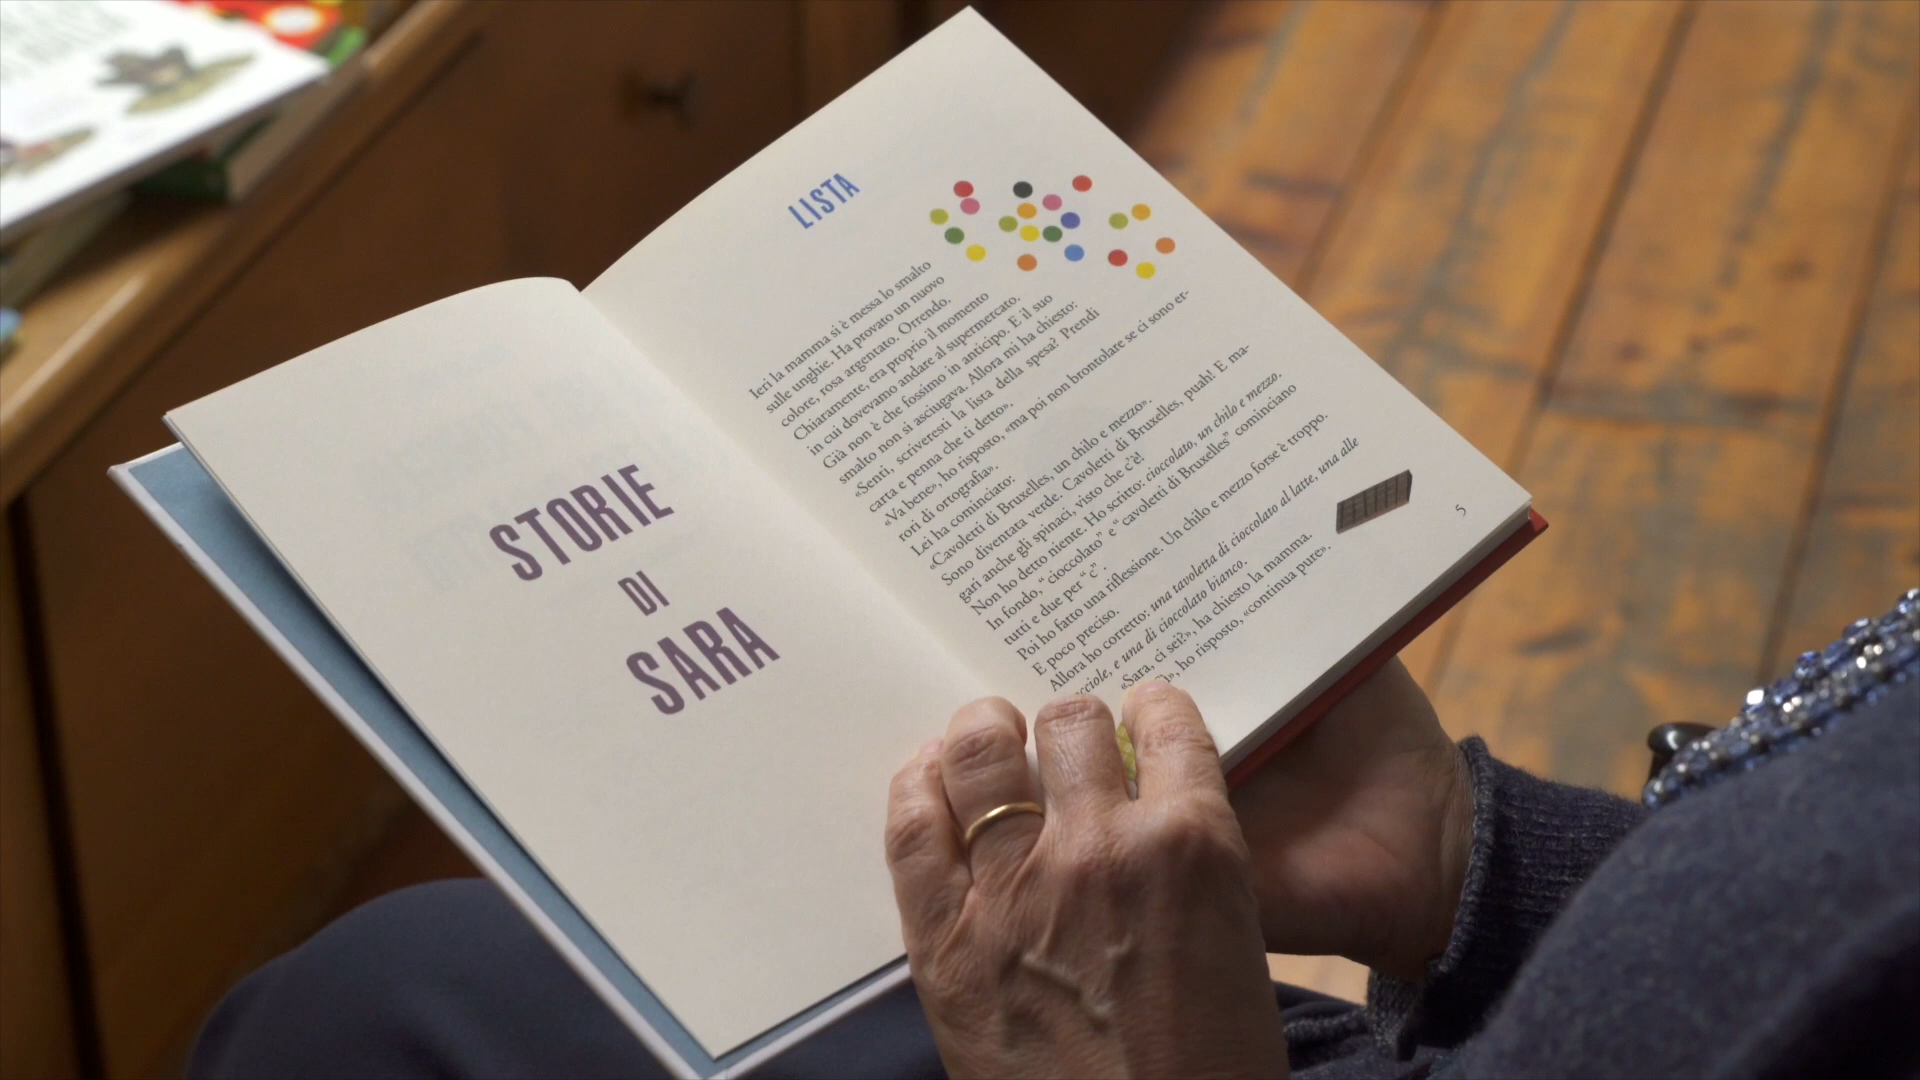 STORIE
DI
SARA
LISTA
Ieri la mamma si è messa lo smalto
sulle unghie. Ha provato un nuovo
colore, rosa argentato. Orrendo.
Chiaramente, era proprio il momento
in cui dovevamo andare al supermercato.
Già non è che fossimo in anticipo. E il suo
smalto non si asciugava. Allora mi ha chiesto:
«Senti, scriveresti la lista della spesa? Prendi
carta e penna che ti detto».
«Va bene», ho risposto, «ma poi non brontolare se ci sono er-
rori di ortografia».
Lei ha cominciato:
«Cavoletti di Bruxelles, un chilo e mezzo».
Sono diventata verde. Cavoletti di Bruxelles, puah! E ma-
gari anche gli spinaci, visto che c'è!
Non ho detto niente. Ho scritto: cioccolato, un chilo e mezzo.
In fondo, “cioccolato” e “cavoletti di Bruxelles” cominciano
tutti e due per “c”.
Poi ho fatto una riflessione. Un chilo e mezzo forse è troppo.
E poco preciso.
Allora ho corretto: una tavoletta di cioccolato al latte, una alle
, e una di cioccolato bianco.
«Sara, ci sei?», ha chiesto la mamma.
ho risposto, «continua pure».
5